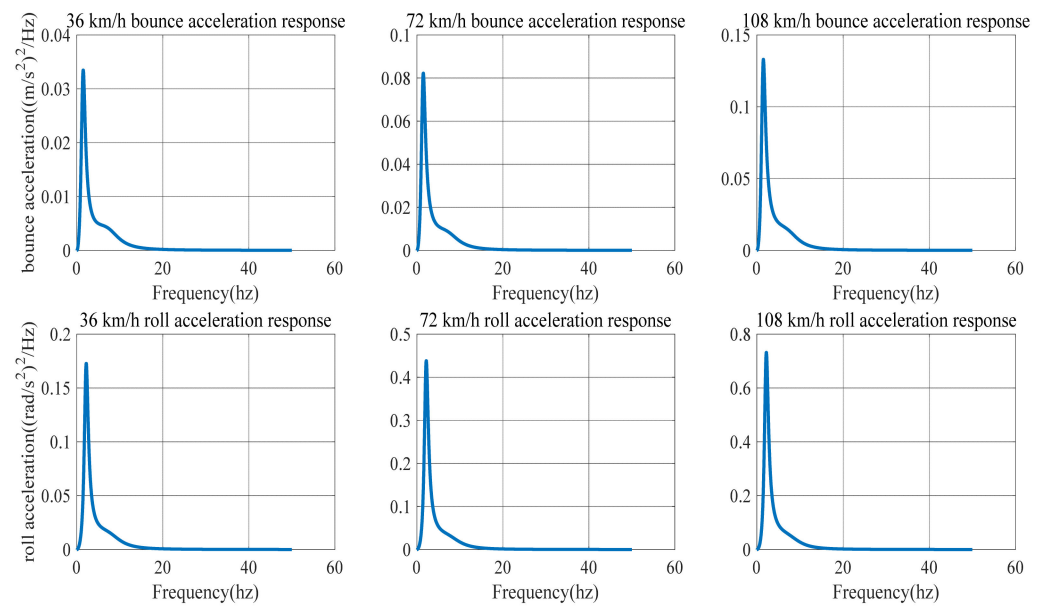 36 km/h bounce acceleration response
72 km/h bounce acceleration response
108 km/h bounce acceleration response
bounce acceleration((m/s²)²/Hz)
0.04
0.03
0.02
0.01
0
0 20 40 60
Frequency(hz)
0.1
0.08
0.06
0.04
0.02
0
0 20 40 60
Frequency(hz)
0.15
0.1
0.05
0
0 20 40 60
Frequency(hz)
36 km/h roll acceleration response
72 km/h roll acceleration response
108 km/h roll acceleration response
roll acceleration((rad/s²)²/Hz)
0.2
0.15
0.1
0.05
0
0 20 40 60
Frequency(hz)
0.5
0.4
0.3
0.2
0.1
0
0 20 40 60
Frequency(hz)
0.8
0.6
0.4
0.2
0
0 20 40 60
Frequency(hz)